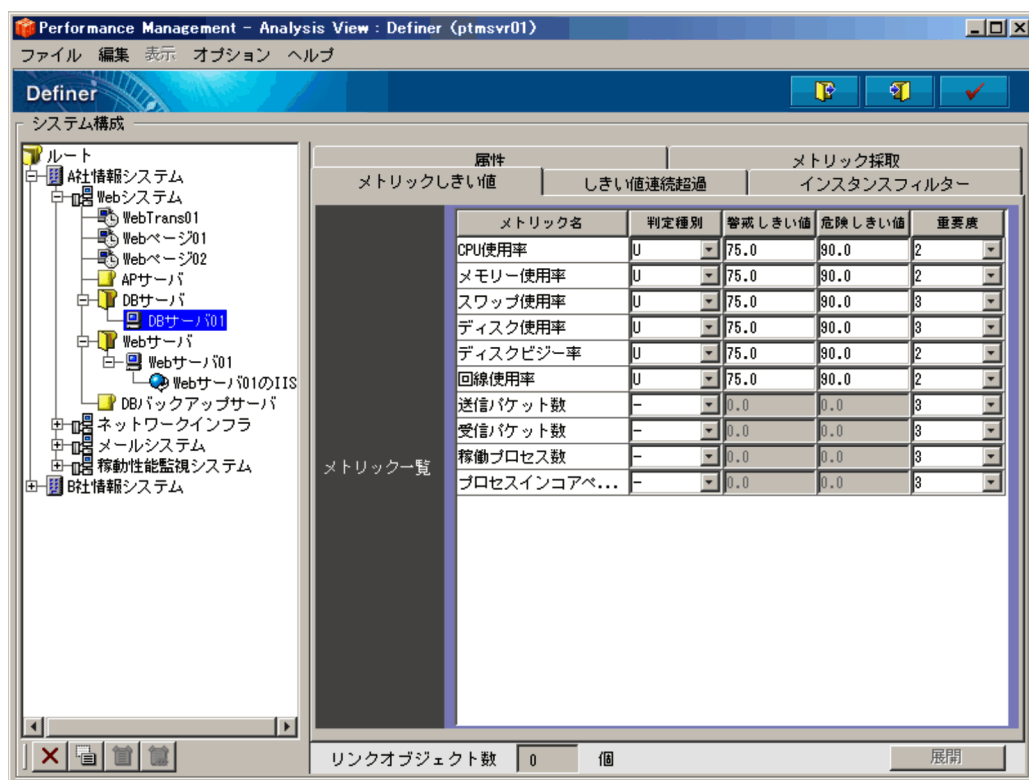 Performance Management - Analysis View : Definer (ptmsvr01)
ファイル 編集 表示 オプション ヘルプ
Definer
システム構成
ルート
A社情報システム
Webシステム
WebTrans01
Webページ01
Webページ02
APサーバ
DBサーバ
DBサーバ01
Webサーバ
Webサーバ01
Webサーバ01のIIS
DBバックアップサーバ
ネットワークインフラ
メールシステム
稼働性能監視システム
B社情報システム
属性 メトリック採取
メトリックしきい値 しきい値連続超過 インスタンスフィルター
メトリック一覧
メトリック名 判定種別 警戒しきい値 危険しきい値 重要度
CPU使用率 U 75.0 90.0 2
メモリー使用率 U 75.0 90.0 2
スワップ使用率 U 75.0 90.0 3
ディスク使用率 U 75.0 90.0 3
ディスクビジー率 U 75.0 90.0 2
回線使用率 U 75.0 90.0 2
送信パケット数 - 0.0 0.0 3
受信パケット数 - 0.0 0.0 3
稼働プロセス数 - 0.0 0.0 3
プロセスインコアペ... - 0.0 0.0 3
リンクオブジェクト数 0 個 展開